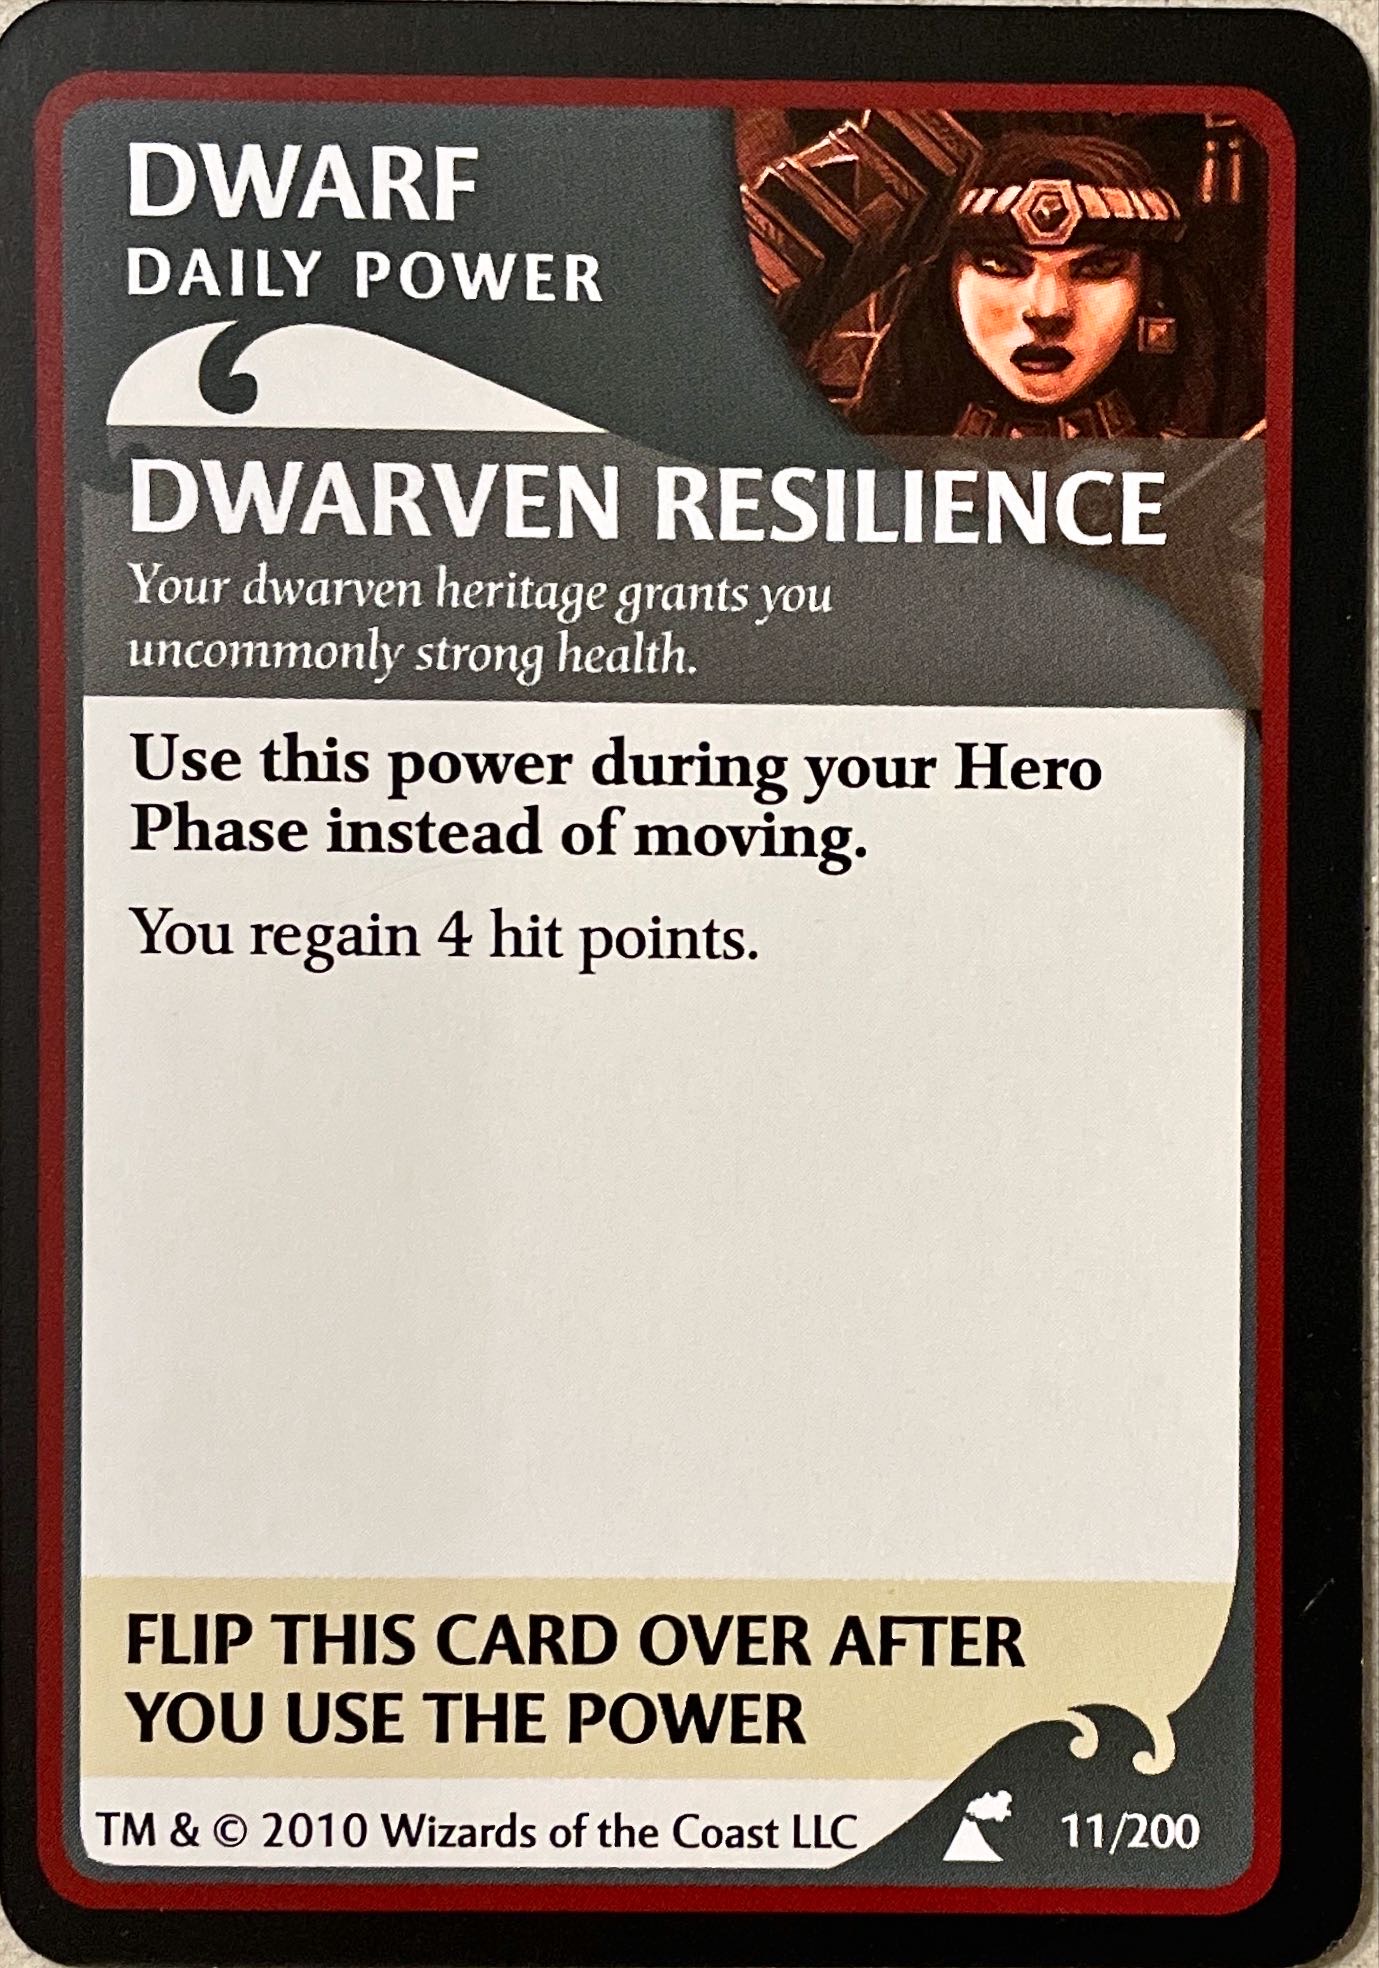 DWARF
DAILY POWER
DWARVEN RESILIENCE
Your dwarven heritage grants you
uncommonly strong health.
Use this power during your Hero
Phase instead of moving.
You regain 4 hit points.
FLIP THIS CARD OVER AFTER
YOU USE THE POWER
TM & © 2010 Wizards of the Coast LLC
11/200